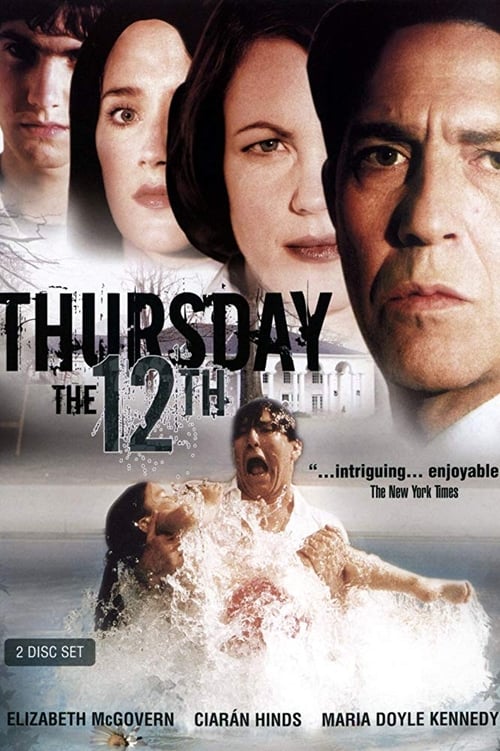 THURSDAY
THE 12TH
“...intriguing... enjoyable
The New York Times
2 DISC SET
ELIZABETH McGOVERN CIARÁN HINDS MARIA DOYLE KENNEDY